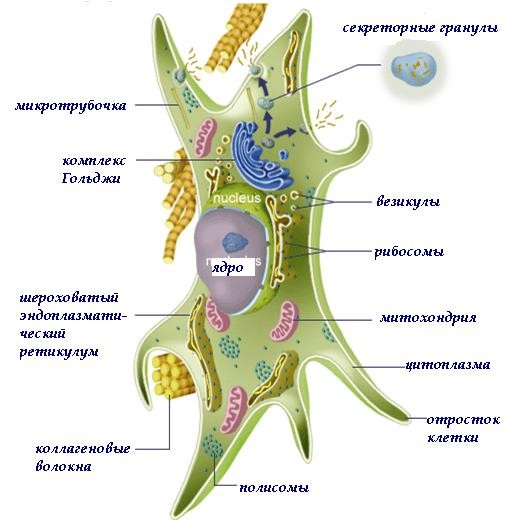 секреторные гранулы
микротрубочка
комплекс
Гольджи
везикулы
nucleus
рибосомы
ядро
шероховатый
эндоплазмати-
ческий
ретикулум
митохондрия
цитоплазма
отросток
клетки
коллагеновые
волокна
полисомы